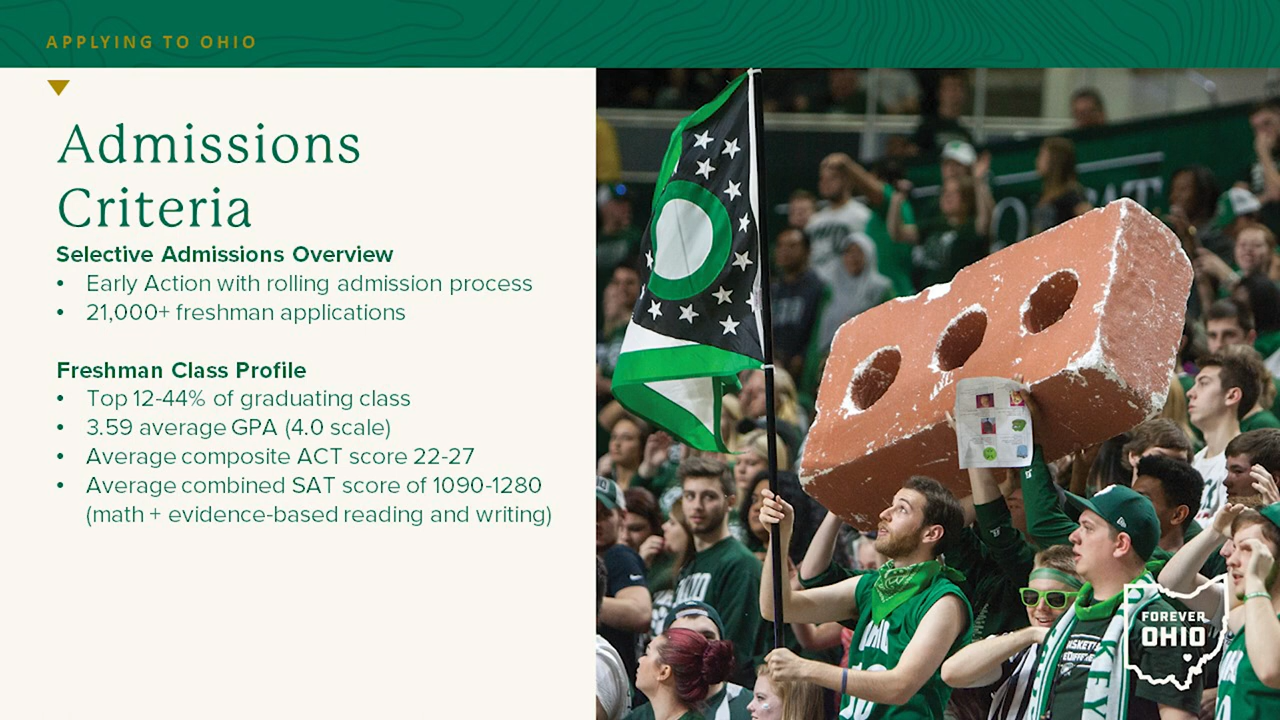 APPLYING TO OHIO
Admissions
Criteria
Selective Admissions Overview
• Early Action with rolling admission process
• 21,000+ freshman applications
Freshman Class Profile
• Top 12-44% of graduating class
• 3.59 average GPA (4.0 scale)
• Average composite ACT score 22-27
• Average combined SAT score of 1090-1280
(math + evidence-based reading and writing)
FOREVER
OHIO